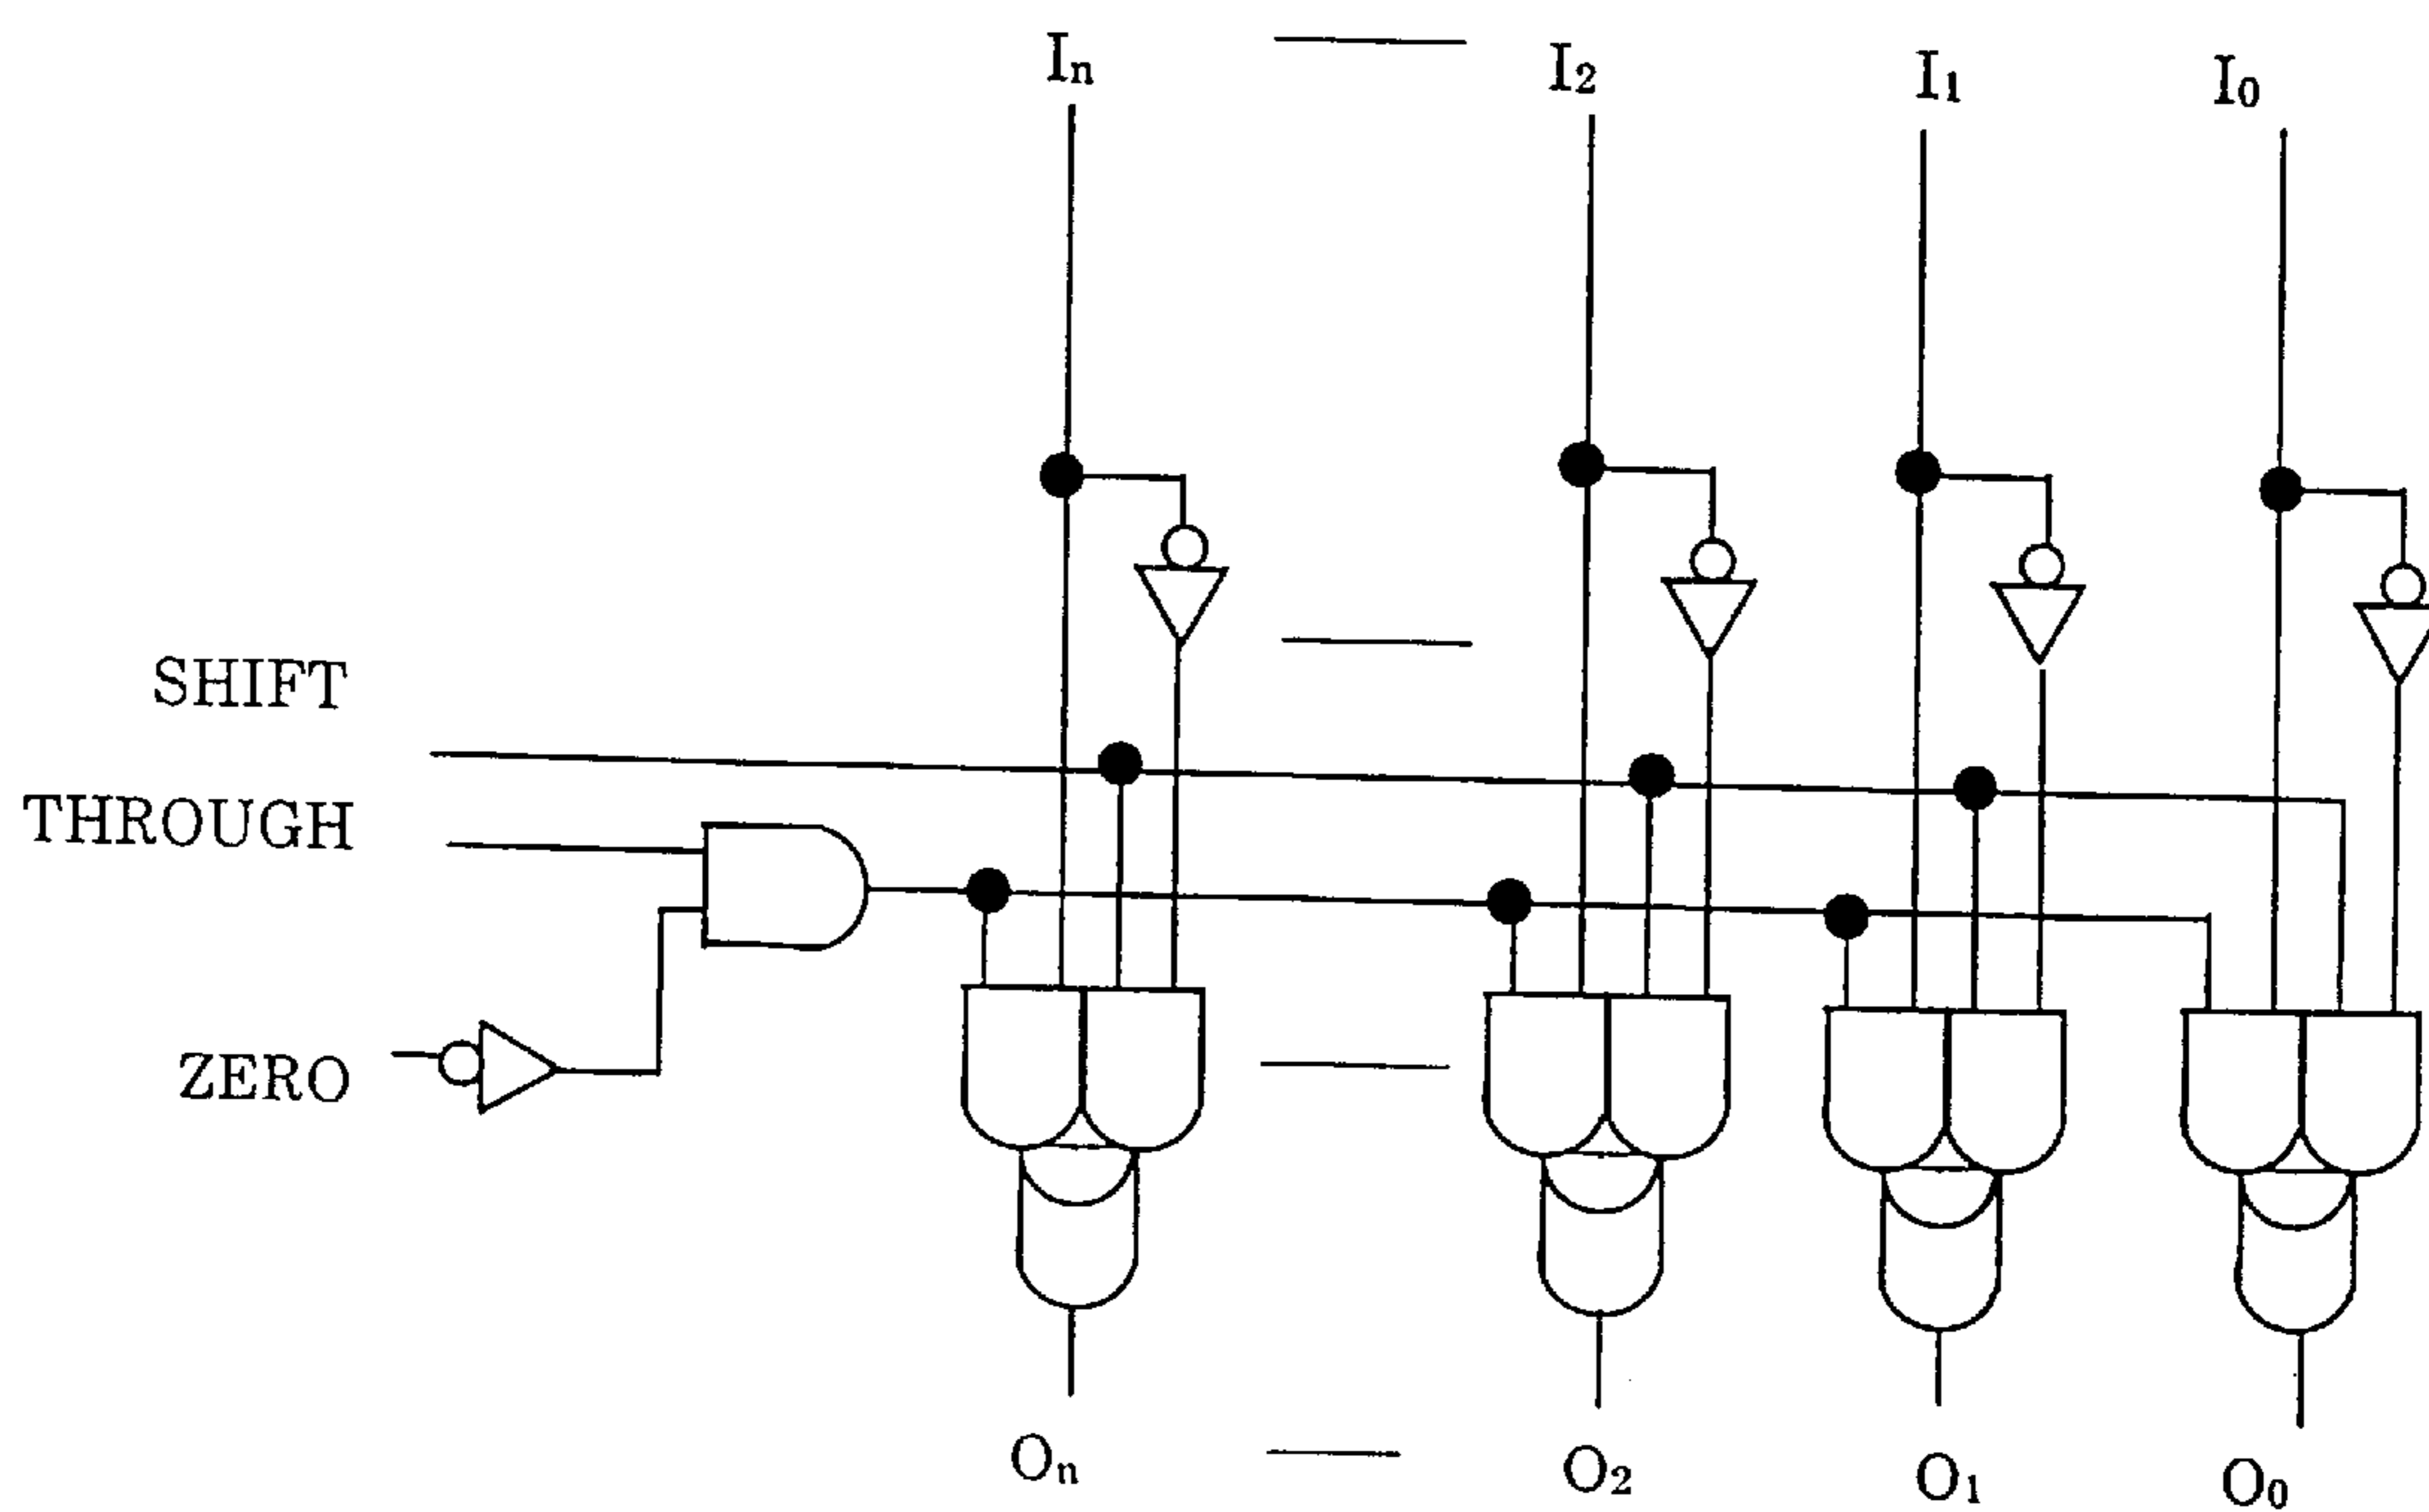 Iₙ I₂ I₁ I₀
SHIFT
THROUGH
ZERO
Oₙ O₂ O₁ O₀